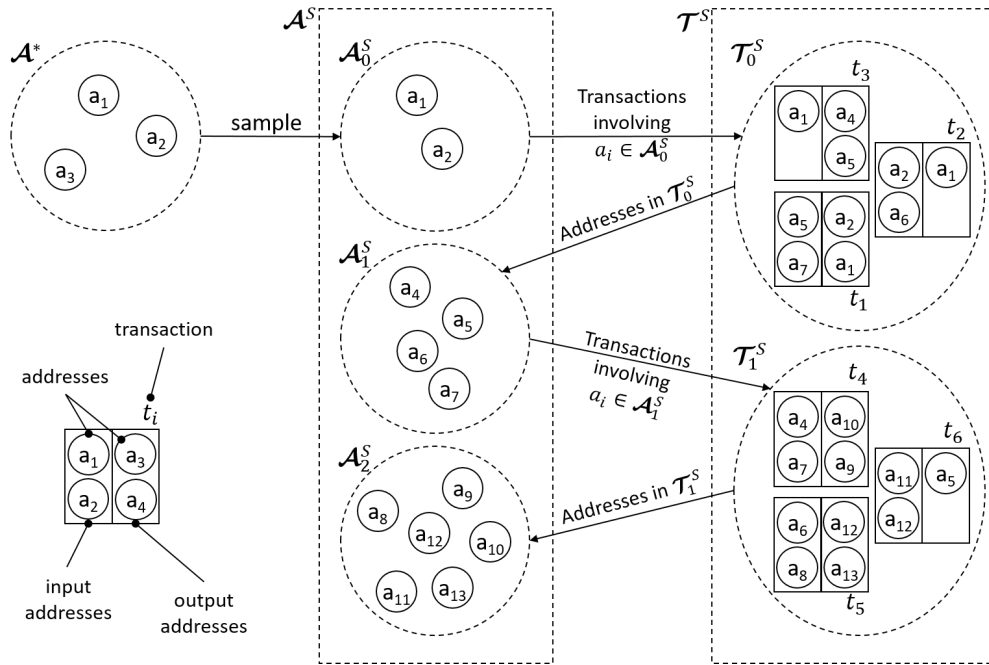 𝓐*
a₁
a₂
a₃
sample
𝓐ˢ
𝓐₀ˢ
a₁
a₂
Transactions
involving
aᵢ ∈ 𝓐₀ˢ
𝓣ˢ
𝓣₀ˢ
t₃
a₁ a₄
a₅
t₂
a₂ a₁
a₆
a₅ a₂
a₇ a₁
t₁
Addresses in 𝓣₀ˢ
𝓐₁ˢ
a₄
a₅
a₆
a₇
Transactions
involving
aᵢ ∈ 𝓐₁ˢ
𝓣₁ˢ
t₄
a₄ a₁₀
a₇ a₉
t₆
a₁₁ a₅
a₁₂
a₆ a₁₂
a₈ a₁₃
t₅
Addresses in 𝓣₁ˢ
𝓐₂ˢ
a₉
a₈
a₁₂
a₁₀
a₁₁
a₁₃
transaction
addresses
tᵢ
a₁ a₃
a₂ a₄
input
addresses
output
addresses